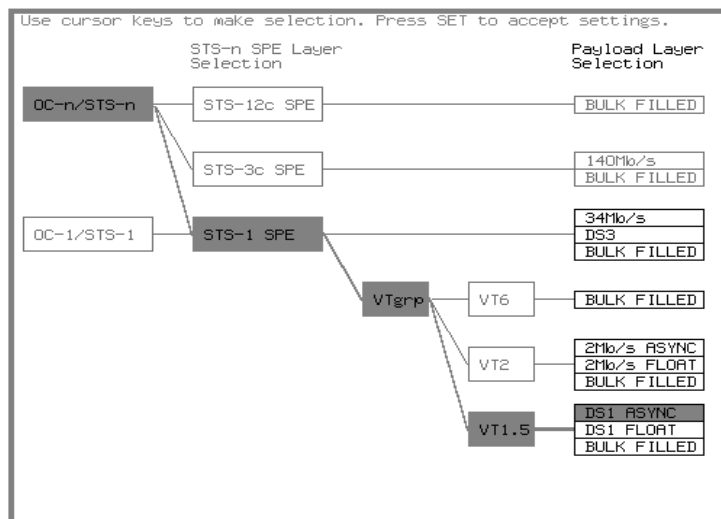 Use cursor keys to make selection. Press SET to accept settings.
STS-n SPE Layer
Selection
Payload Layer
Selection
OC-n/STS-n
STS-12c SPE
BULK FILLED
STS-3c SPE
140Mb/s
BULK FILLED
OC-1/STS-1
STS-1 SPE
34Mb/s
DS3
BULK FILLED
VTgrp
VT6
BULK FILLED
VT2
2Mb/s ASYNC
2Mb/s FLOAT
BULK FILLED
VT1.5
DS1 ASYNC
DS1 FLOAT
BULK FILLED